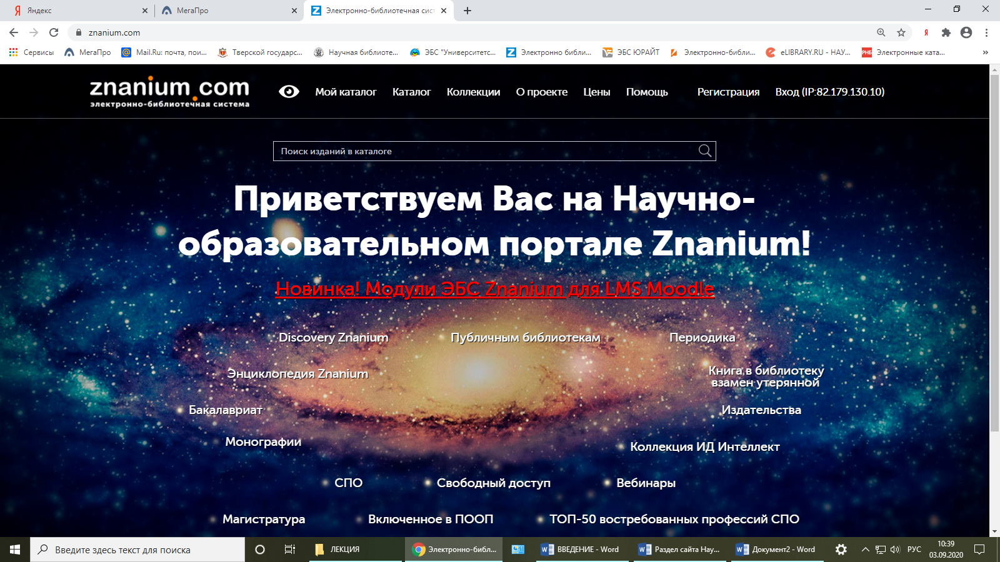 Яндекс
МегаПро
Электронно-библиотечная сист
znanium.com
Я
Сервисы
МегаПро
Mail.Ru: почта, пои...
Тверской государс...
Научная библиоте...
ЭБС "Университетс...
Электронно библи...
ЭБС ЮРАЙТ
Электронно-библи...
eLIBRARY.RU - НАУ...
РНБ Электронные ката...
»
znanium.com
электронно-библиотечная система
Мой каталог
Каталог
Коллекции
О проекте
Цены
Помощь
Регистрация
Вход (IP:82.179.130.10)
Поиск изданий в каталоге
Приветствуем Вас на Научно-
образовательном портале Znanium!
Новинка! Модули ЭБС Znanium для LMS Moodle
Discovery Znanium
Публичным библиотекам
Периодика
Энциклопедия Znanium
Книга в библиотеку
взамен утерянной
Бакалавриат
Издательства
Монографии
Коллекция ИД Интеллект
СПО
Свободный доступ
Вебинары
Магистратура
Включенное в ПООП
ТОП-50 востребованных профессий СПО
Введите здесь текст для поиска
ЛЕКЦИЯ
Электронно-библ...
ВВЕДЕНИЕ - Word
Раздел сайта Нау...
Документ2 - Word
РУС
10:39
03.09.2020